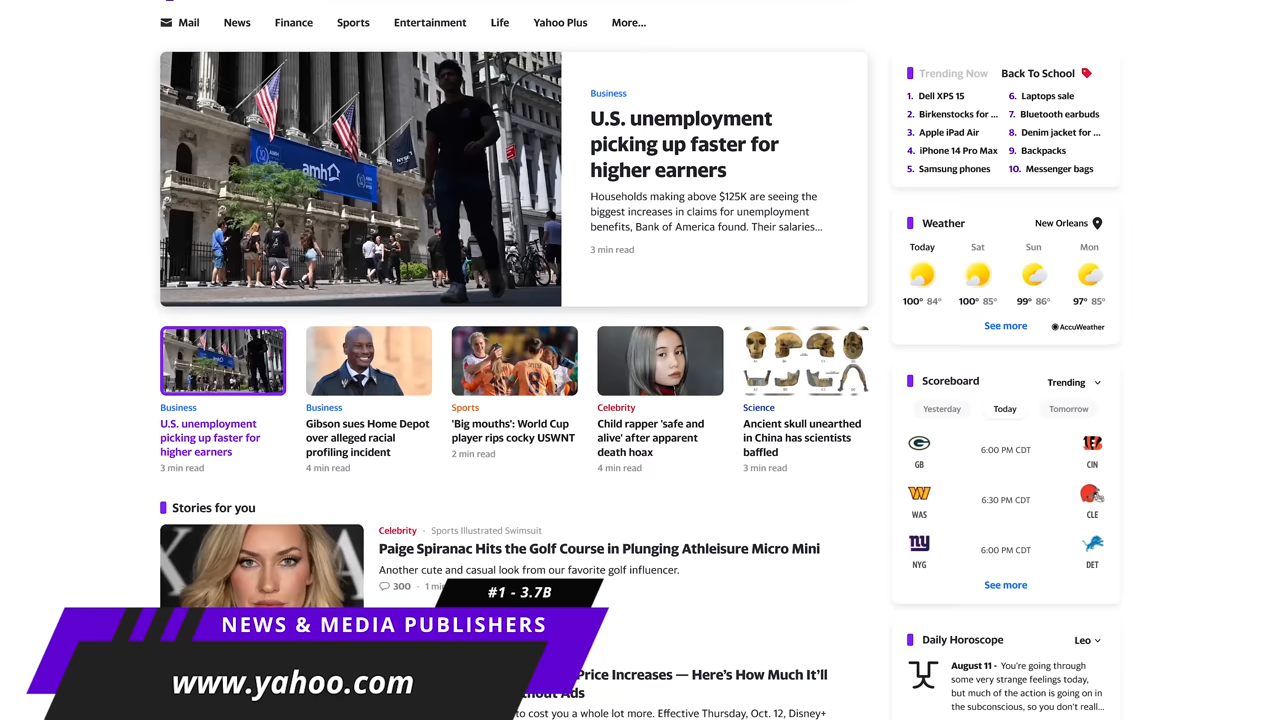 Mail News Finance Sports Entertainment Life Yahoo Plus More...
amh
NYSE
Business
U.S. unemployment
picking up faster for
higher earners
Households making above $125K are seeing the
biggest increases in claims for unemployment
benefits, Bank of America found. Their salaries...
3 min read
Business
U.S. unemployment
picking up faster for
higher earners
3 min read
Business
Gibson sues Home Depot
over alleged racial
profiling incident
4 min read
Sports
'Big mouths': World Cup
player rips cocky USWNT
2 min read
Celebrity
Child rapper 'safe and
alive' after apparent
death hoax
4 min read
Science
Ancient skull unearthed
in China has scientists
baffled
3 min read
Stories for you
Celebrity · Sports Illustrated Swimsuit
Paige Spiranac Hits the Golf Course in Plunging Athleisure Micro Mini
Another cute and casual look from our favorite golf influencer.
300 · 1 min
Price Increases — Here's How Much It'll
Ads
to cost you a whole lot more. Effective Thursday, Oct. 12, Disney+
#1 - 3.7B
NEWS & MEDIA PUBLISHERS
www.yahoo.com
Trending Now Back To School
1. Dell XPS 15 6. Laptops sale
2. Birkenstocks for ... 7. Bluetooth earbuds
3. Apple iPad Air 8. Denim jacket for ...
4. iPhone 14 Pro Max 9. Backpacks
5. Samsung phones 10. Messenger bags
Weather New Orleans
Today Sat Sun Mon
100° 84° 100° 85° 99° 86° 97° 85°
See more AccuWeather
Scoreboard Trending
Yesterday Today Tomorrow
GB 6:00 PM CDT CIN
WAS 6:30 PM CDT CLE
ny
NYG 6:00 PM CDT DET
See more
Daily Horoscope Leo
August 11 - You're going through
some very strange feelings today,
but much of the action is going on in
the subconscious, so you don't reall...